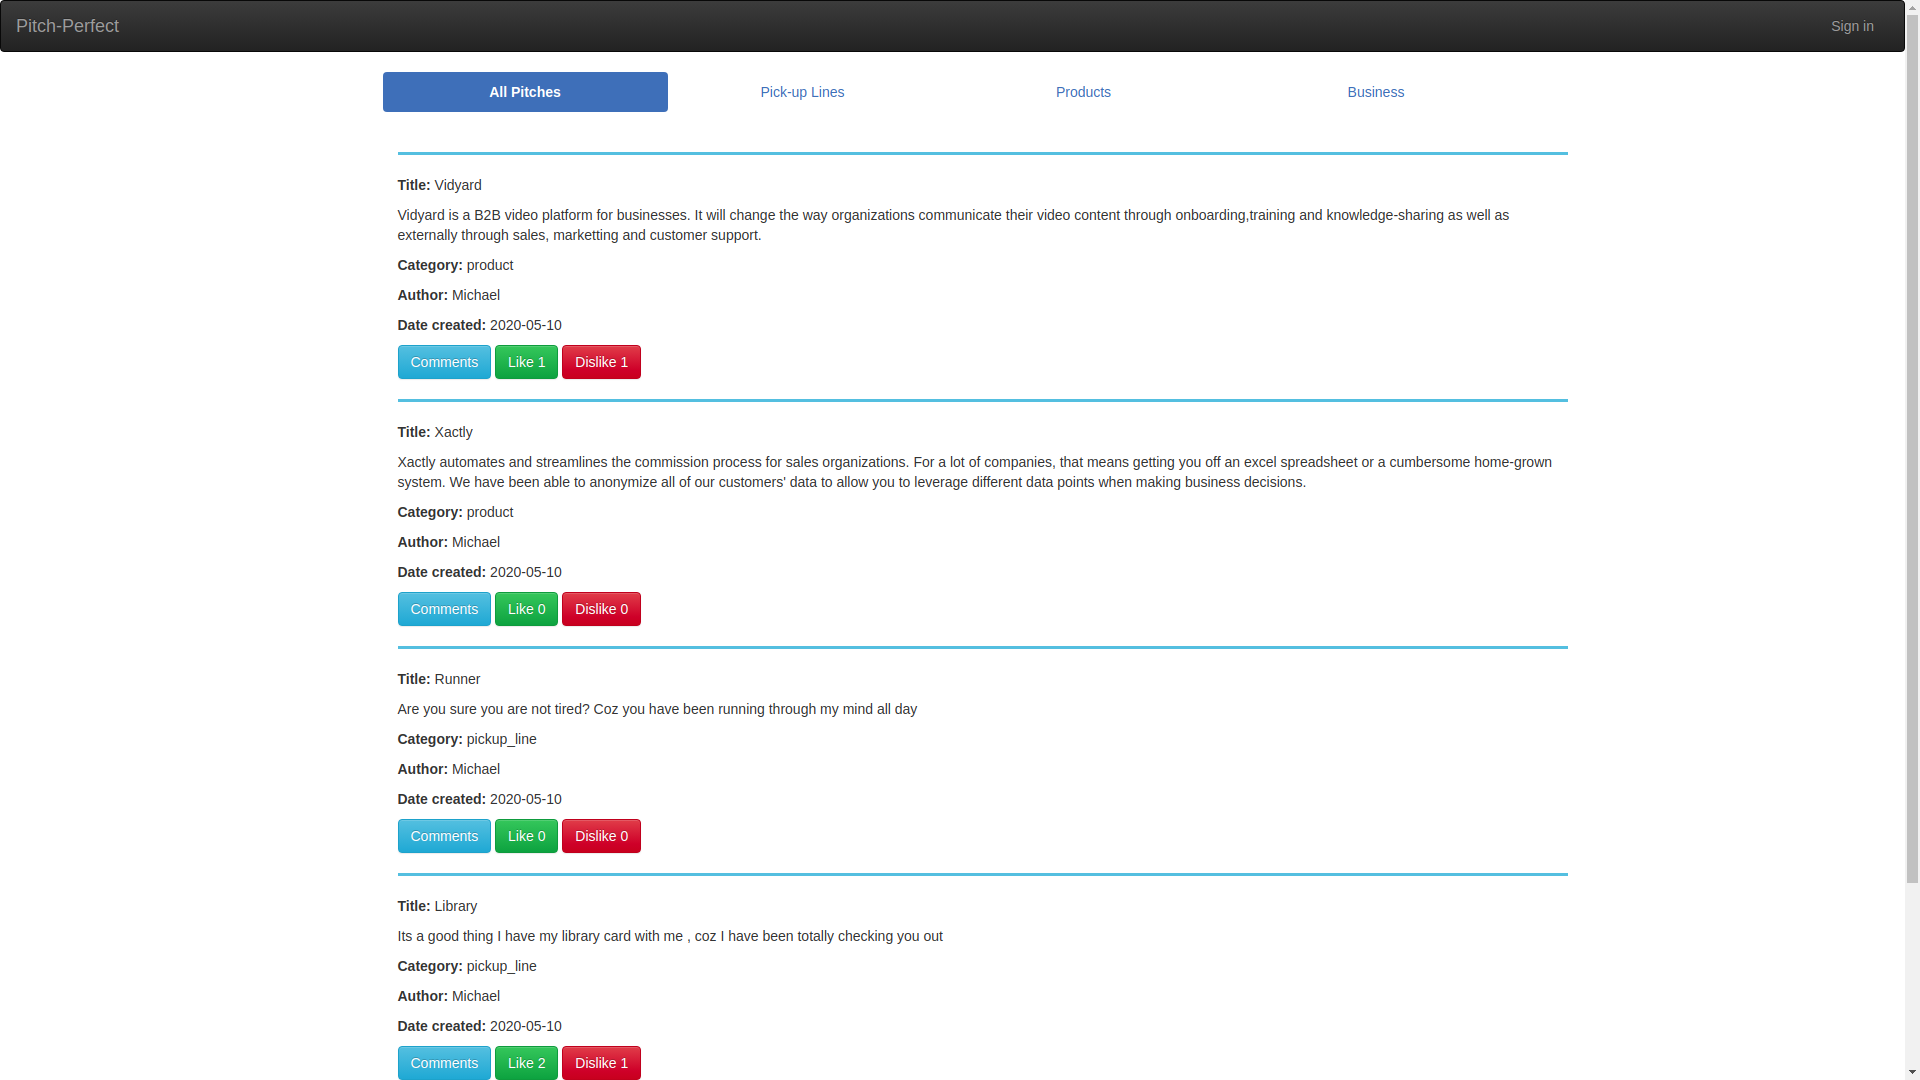 Pitch-Perfect
Sign in
All Pitches
Pick-up Lines
Products
Business
Title: Vidyard
Vidyard is a B2B video platform for businesses. It will change the way organizations communicate their video content through onboarding,training and knowledge-sharing as well as
externally through sales, marketting and customer support.
Category: product
Author: Michael
Date created: 2020-05-10
Comments Like 1 Dislike 1
Title: Xactly
Xactly automates and streamlines the commission process for sales organizations. For a lot of companies, that means getting you off an excel spreadsheet or a cumbersome home-grown
system. We have been able to anonymize all of our customers' data to allow you to leverage different data points when making business decisions.
Category: product
Author: Michael
Date created: 2020-05-10
Comments Like 0 Dislike 0
Title: Runner
Are you sure you are not tired? Coz you have been running through my mind all day
Category: pickup_line
Author: Michael
Date created: 2020-05-10
Comments Like 0 Dislike 0
Title: Library
Its a good thing I have my library card with me , coz I have been totally checking you out
Category: pickup_line
Author: Michael
Date created: 2020-05-10
Comments Like 2 Dislike 1